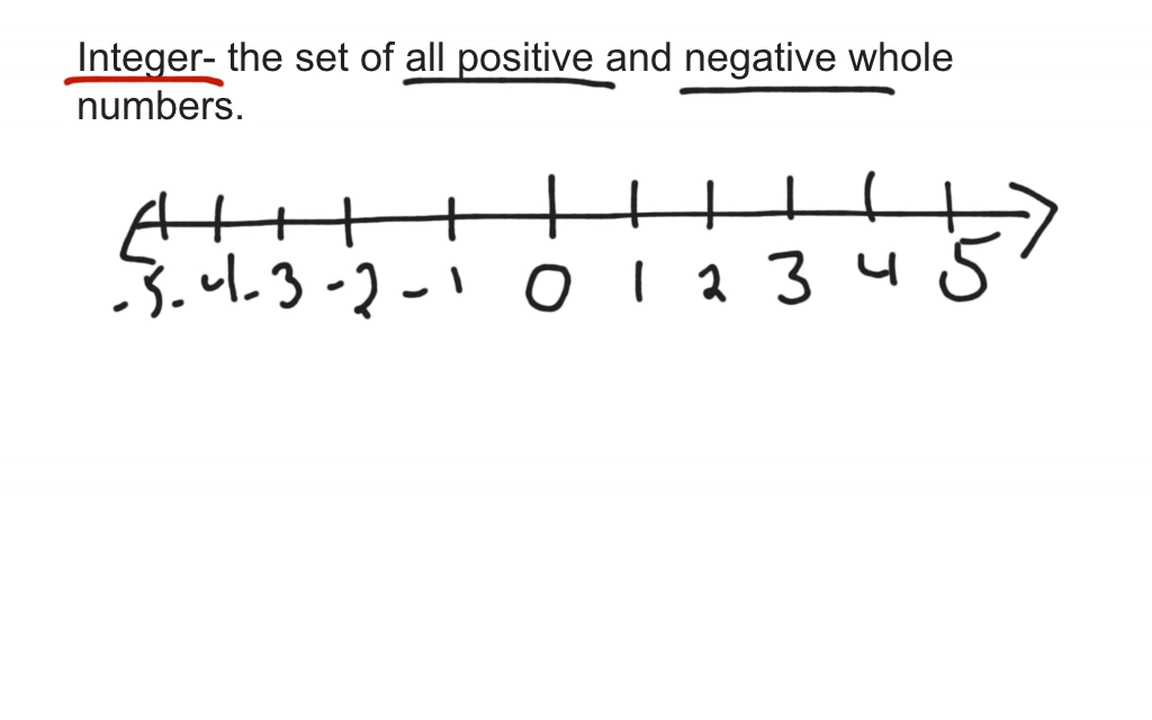 Integer- the set of all positive and negative whole
numbers.
-5 -4 -3 -2 -1 0 1 2 3 4 5